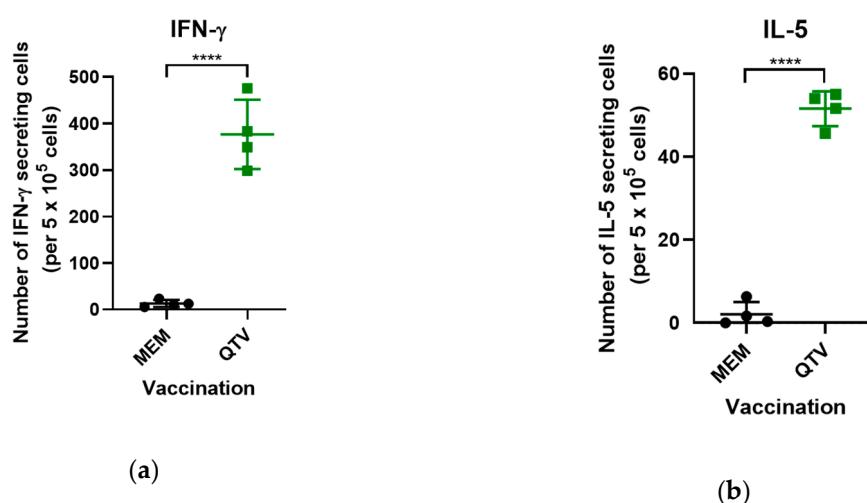 IFN-γ
****
Number of IFN-γ secreting cells
(per 5 x 10⁵ cells)
500
400
300
200
100
0
MEM
QTV
Vaccination
(a)
IL-5
****
Number of IL-5 secreting cells
(per 5 x 10⁵ cells)
60
40
20
0
MEM
QTV
Vaccination
(b)